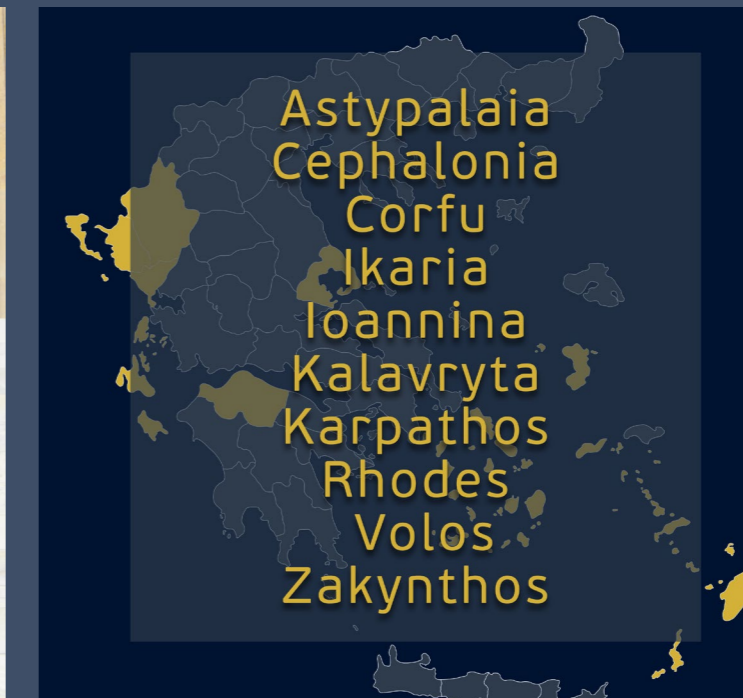 Astypalaia
Cephalonia
Corfu
Ikaria
Ioannina
Kalavryta
Karpathos
Rhodes
Volos
Zakynthos